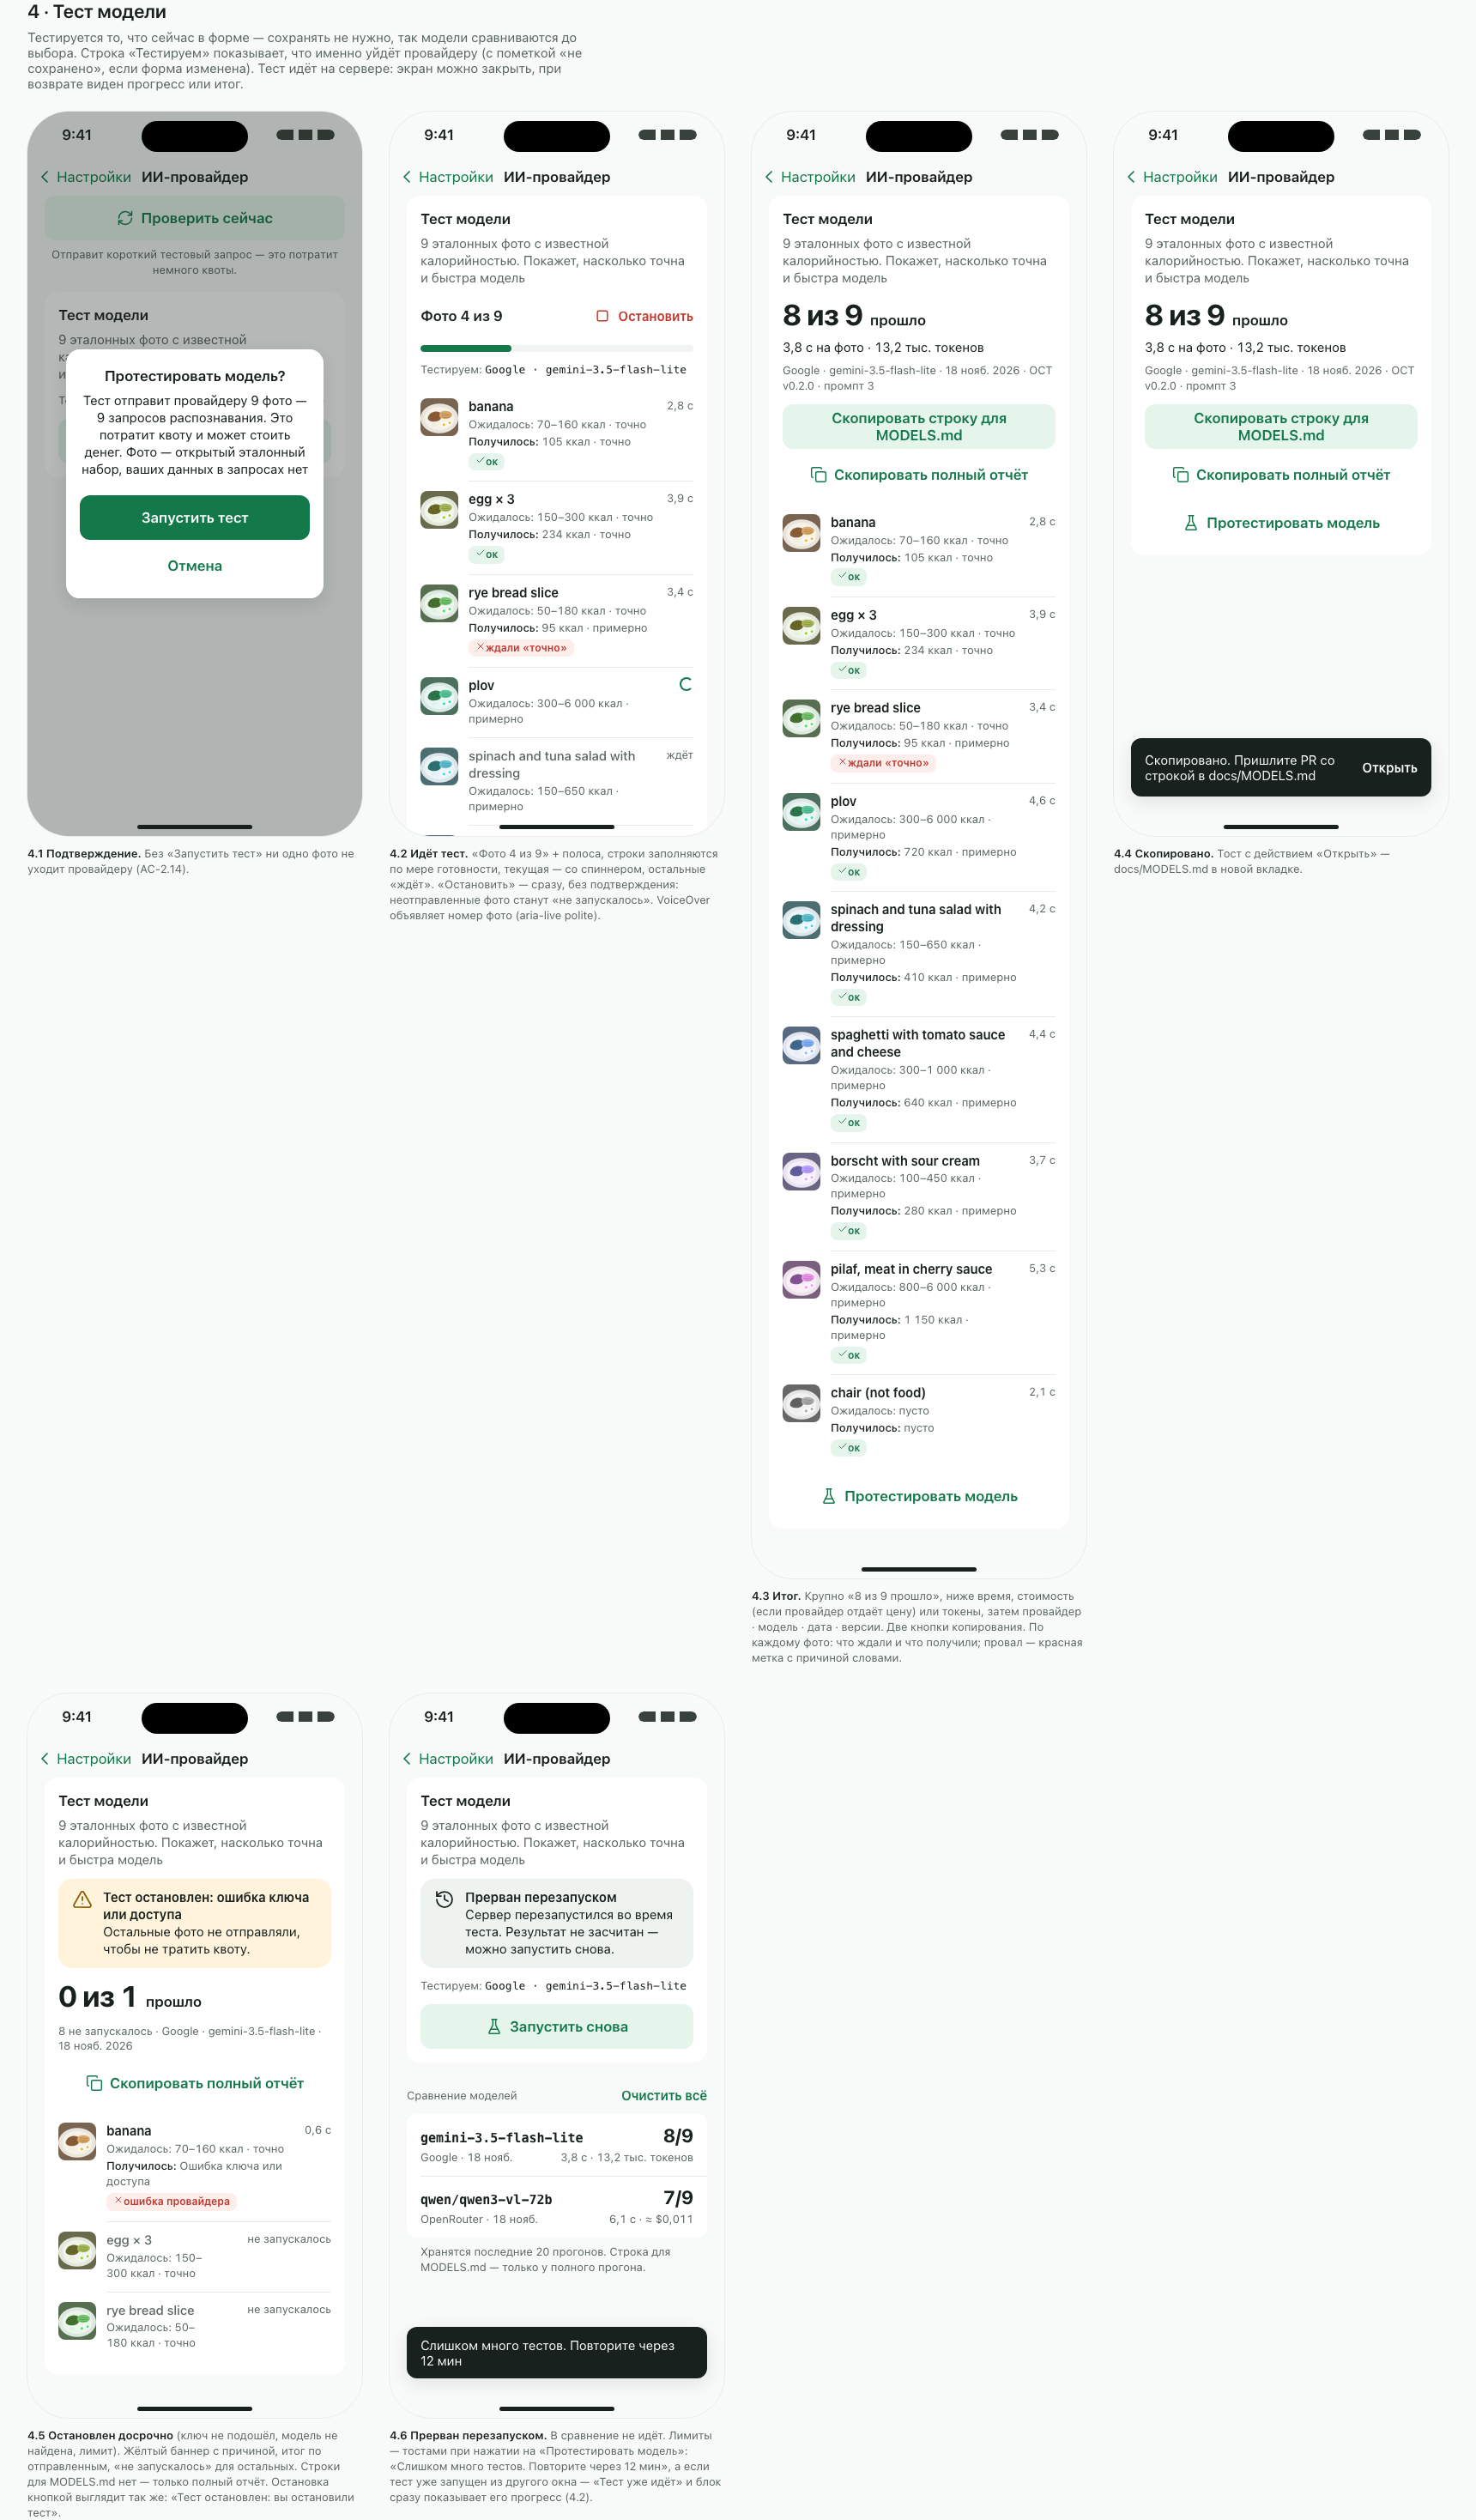 4 · Тест модели
Тестируется то, что сейчас в форме — сохранять не нужно, так модели сравниваются до
выбора. Строка «Тестируем» показывает, что именно уйдёт провайдеру (с пометкой «не
сохранено», если форма изменена). Тест идёт на сервере: экран можно закрыть, при
возврате виден прогресс или итог.
9:41
Настройки ИИ-провайдер
Проверить сейчас
Отправит короткий тестовый запрос — это потратит
немного квоты.
Тест модели
9 эталонных фото с известной
Протестировать модель?
Тест отправит провайдеру 9 фото —
9 запросов распознавания. Это
потратит квоту и может стоить
денег. Фото — открытый эталонный
набор, ваших данных в запросах нет
Запустить тест
Отмена
4.1 Подтверждение. Без «Запустить тест» ни одно фото не
уходит провайдеру (AC-2.14).
9:41
Настройки ИИ-провайдер
Тест модели
9 эталонных фото с известной
калорийностью. Покажет, насколько точна
и быстра модель
Фото 4 из 9 Остановить
Тестируем: Google · gemini-3.5-flash-lite
banana 2,8 с
Ожидалось: 70–160 ккал · точно
Получилось: 105 ккал · точно
ок
egg × 3 3,9 с
Ожидалось: 150–300 ккал · точно
Получилось: 234 ккал · точно
ок
rye bread slice 3,4 с
Ожидалось: 50–180 ккал · точно
Получилось: 95 ккал · примерно
ждали «точно»
plov
Ожидалось: 300–6 000 ккал ·
примерно
spinach and tuna salad with ждёт
dressing
Ожидалось: 150–650 ккал ·
примерно
4.2 Идёт тест. «Фото 4 из 9» + полоса, строки заполняются
по мере готовности, текущая — со спиннером, остальные
«ждёт». «Остановить» — сразу, без подтверждения:
неотправленные фото станут «не запускалось». VoiceOver
объявляет номер фото (aria-live polite).
9:41
Настройки ИИ-провайдер
Тест модели
9 эталонных фото с известной
калорийностью. Покажет, насколько точна
и быстра модель
8 из 9 прошло
3,8 с на фото · 13,2 тыс. токенов
Google · gemini-3.5-flash-lite · 18 нояб. 2026 · OCT
v0.2.0 · промпт 3
Скопировать строку для
MODELS.md
Скопировать полный отчёт
banana 2,8 с
Ожидалось: 70–160 ккал · точно
Получилось: 105 ккал · точно
ок
egg × 3 3,9 с
Ожидалось: 150–300 ккал · точно
Получилось: 234 ккал · точно
ок
rye bread slice 3,4 с
Ожидалось: 50–180 ккал · точно
Получилось: 95 ккал · примерно
ждали «точно»
plov 4,6 с
Ожидалось: 300–6 000 ккал ·
примерно
Получилось: 720 ккал · примерно
ок
spinach and tuna salad with 4,2 с
dressing
Ожидалось: 150–650 ккал ·
примерно
Получилось: 410 ккал · примерно
ок
spaghetti with tomato sauce 4,4 с
and cheese
Ожидалось: 300–1 000 ккал ·
примерно
Получилось: 640 ккал · примерно
ок
borscht with sour cream 3,7 с
Ожидалось: 100–450 ккал ·
примерно
Получилось: 280 ккал · примерно
ок
pilaf, meat in cherry sauce 5,3 с
Ожидалось: 800–6 000 ккал ·
примерно
Получилось: 1 150 ккал ·
примерно
ок
chair (not food) 2,1 с
Ожидалось: пусто
Получилось: пусто
ок
Протестировать модель
4.3 Итог. Крупно «8 из 9 прошло», ниже время, стоимость
(если провайдер отдаёт цену) или токены, затем провайдер
· модель · дата · версии. Две кнопки копирования. По
каждому фото: что ждали и что получили; провал — красная
метка с причиной словами.
9:41
Настройки ИИ-провайдер
Тест модели
9 эталонных фото с известной
калорийностью. Покажет, насколько точна
и быстра модель
8 из 9 прошло
3,8 с на фото · 13,2 тыс. токенов
Google · gemini-3.5-flash-lite · 18 нояб. 2026 · OCT
v0.2.0 · промпт 3
Скопировать строку для
MODELS.md
Скопировать полный отчёт
Протестировать модель
Скопировано. Пришлите PR со
строкой в docs/MODELS.md
Открыть
4.4 Скопировано. Тост с действием «Открыть» —
docs/MODELS.md в новой вкладке.
9:41
Настройки ИИ-провайдер
Тест модели
9 эталонных фото с известной
калорийностью. Покажет, насколько точна
и быстра модель
Тест остановлен: ошибка ключа
или доступа
Остальные фото не отправляли,
чтобы не тратить квоту.
0 из 1 прошло
8 не запускалось · Google · gemini-3.5-flash-lite ·
18 нояб. 2026
Скопировать полный отчёт
banana 0,6 с
Ожидалось: 70–160 ккал · точно
Получилось: Ошибка ключа или
доступа
ошибка провайдера
egg × 3 не запускалось
Ожидалось: 150–
300 ккал · точно
rye bread slice не запускалось
Ожидалось: 50–
180 ккал · точно
4.5 Остановлен досрочно (ключ не подошёл, модель не
найдена, лимит). Жёлтый баннер с причиной, итог по
отправленным, «не запускалось» для остальных. Строки
для MODELS.md нет — только полный отчёт. Остановка
кнопкой выглядит так же: «Тест остановлен: вы остановили
тест».
9:41
Настройки ИИ-провайдер
Тест модели
9 эталонных фото с известной
калорийностью. Покажет, насколько точна
и быстра модель
Прерван перезапуском
Сервер перезапустился во время
теста. Результат не засчитан —
можно запустить снова.
Тестируем: Google · gemini-3.5-flash-lite
Запустить снова
Сравнение моделей Очистить всё
gemini-3.5-flash-lite 8/9
Google · 18 нояб. 3,8 с · 13,2 тыс. токенов
qwen/qwen3-vl-72b 7/9
OpenRouter · 18 нояб. 6,1 с · ≈ $0,011
Хранятся последние 20 прогонов. Строка для
MODELS.md — только у полного прогона.
Слишком много тестов. Повторите через
12 мин
4.6 Прерван перезапуском. В сравнение не идёт. Лимиты
— тостами при нажатии на «Протестировать модель»:
«Слишком много тестов. Повторите через 12 мин», а если
тест уже запущен из другого окна — «Тест уже идёт» и блок
сразу показывает его прогресс (4.2).